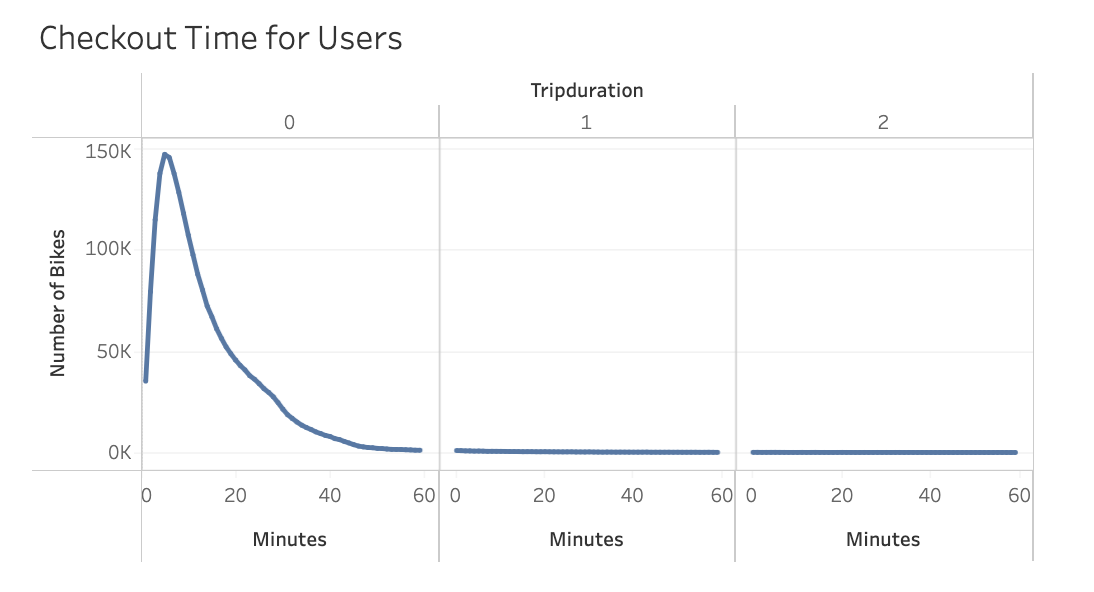 Checkout Time for Users
Tripduration
0 1 2
150K
100K
50K
0K
Number of Bikes
0 20 40 60 0 20 40 60 0 20 40 60
Minutes Minutes Minutes